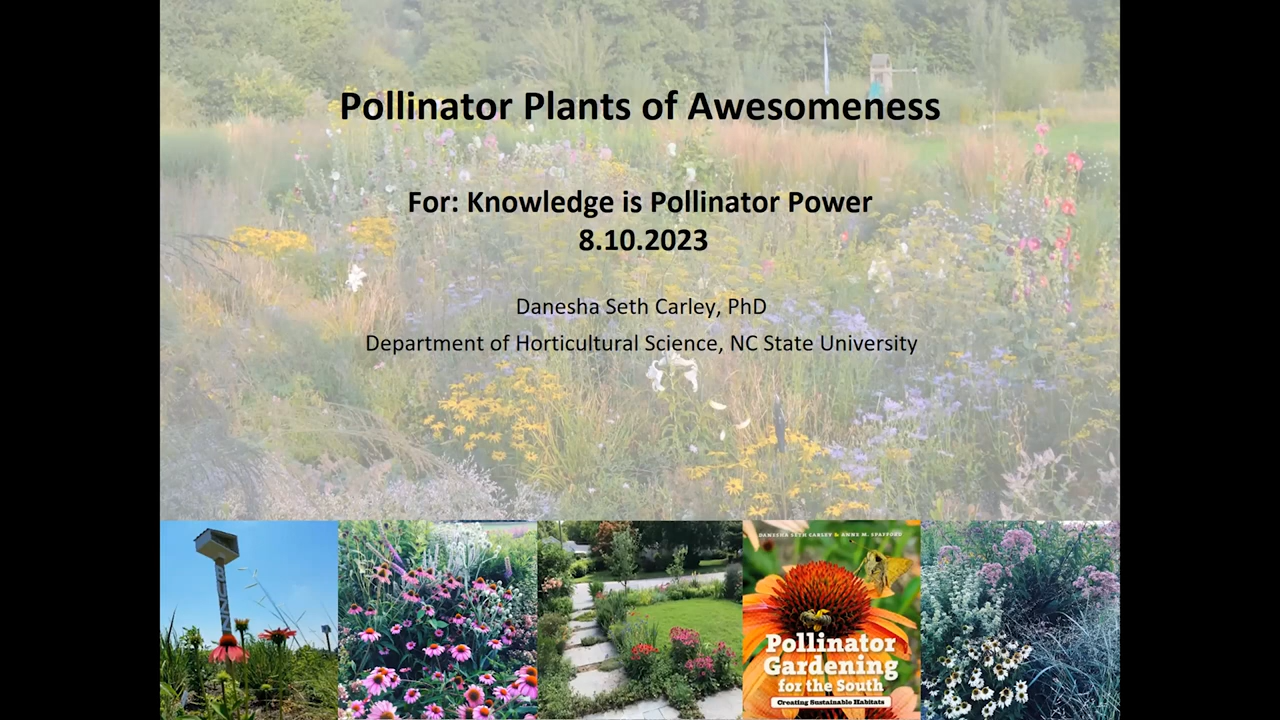 Pollinator Plants of Awesomeness
For: Knowledge is Pollinator Power
8.10.2023
Danesha Seth Carley, PhD
Department of Horticultural Science, NC State University
DANESHA SETH CARLEY & ANNE M. SPAFFORD
Pollinator
Gardening
for the South
Creating Sustainable Habitats